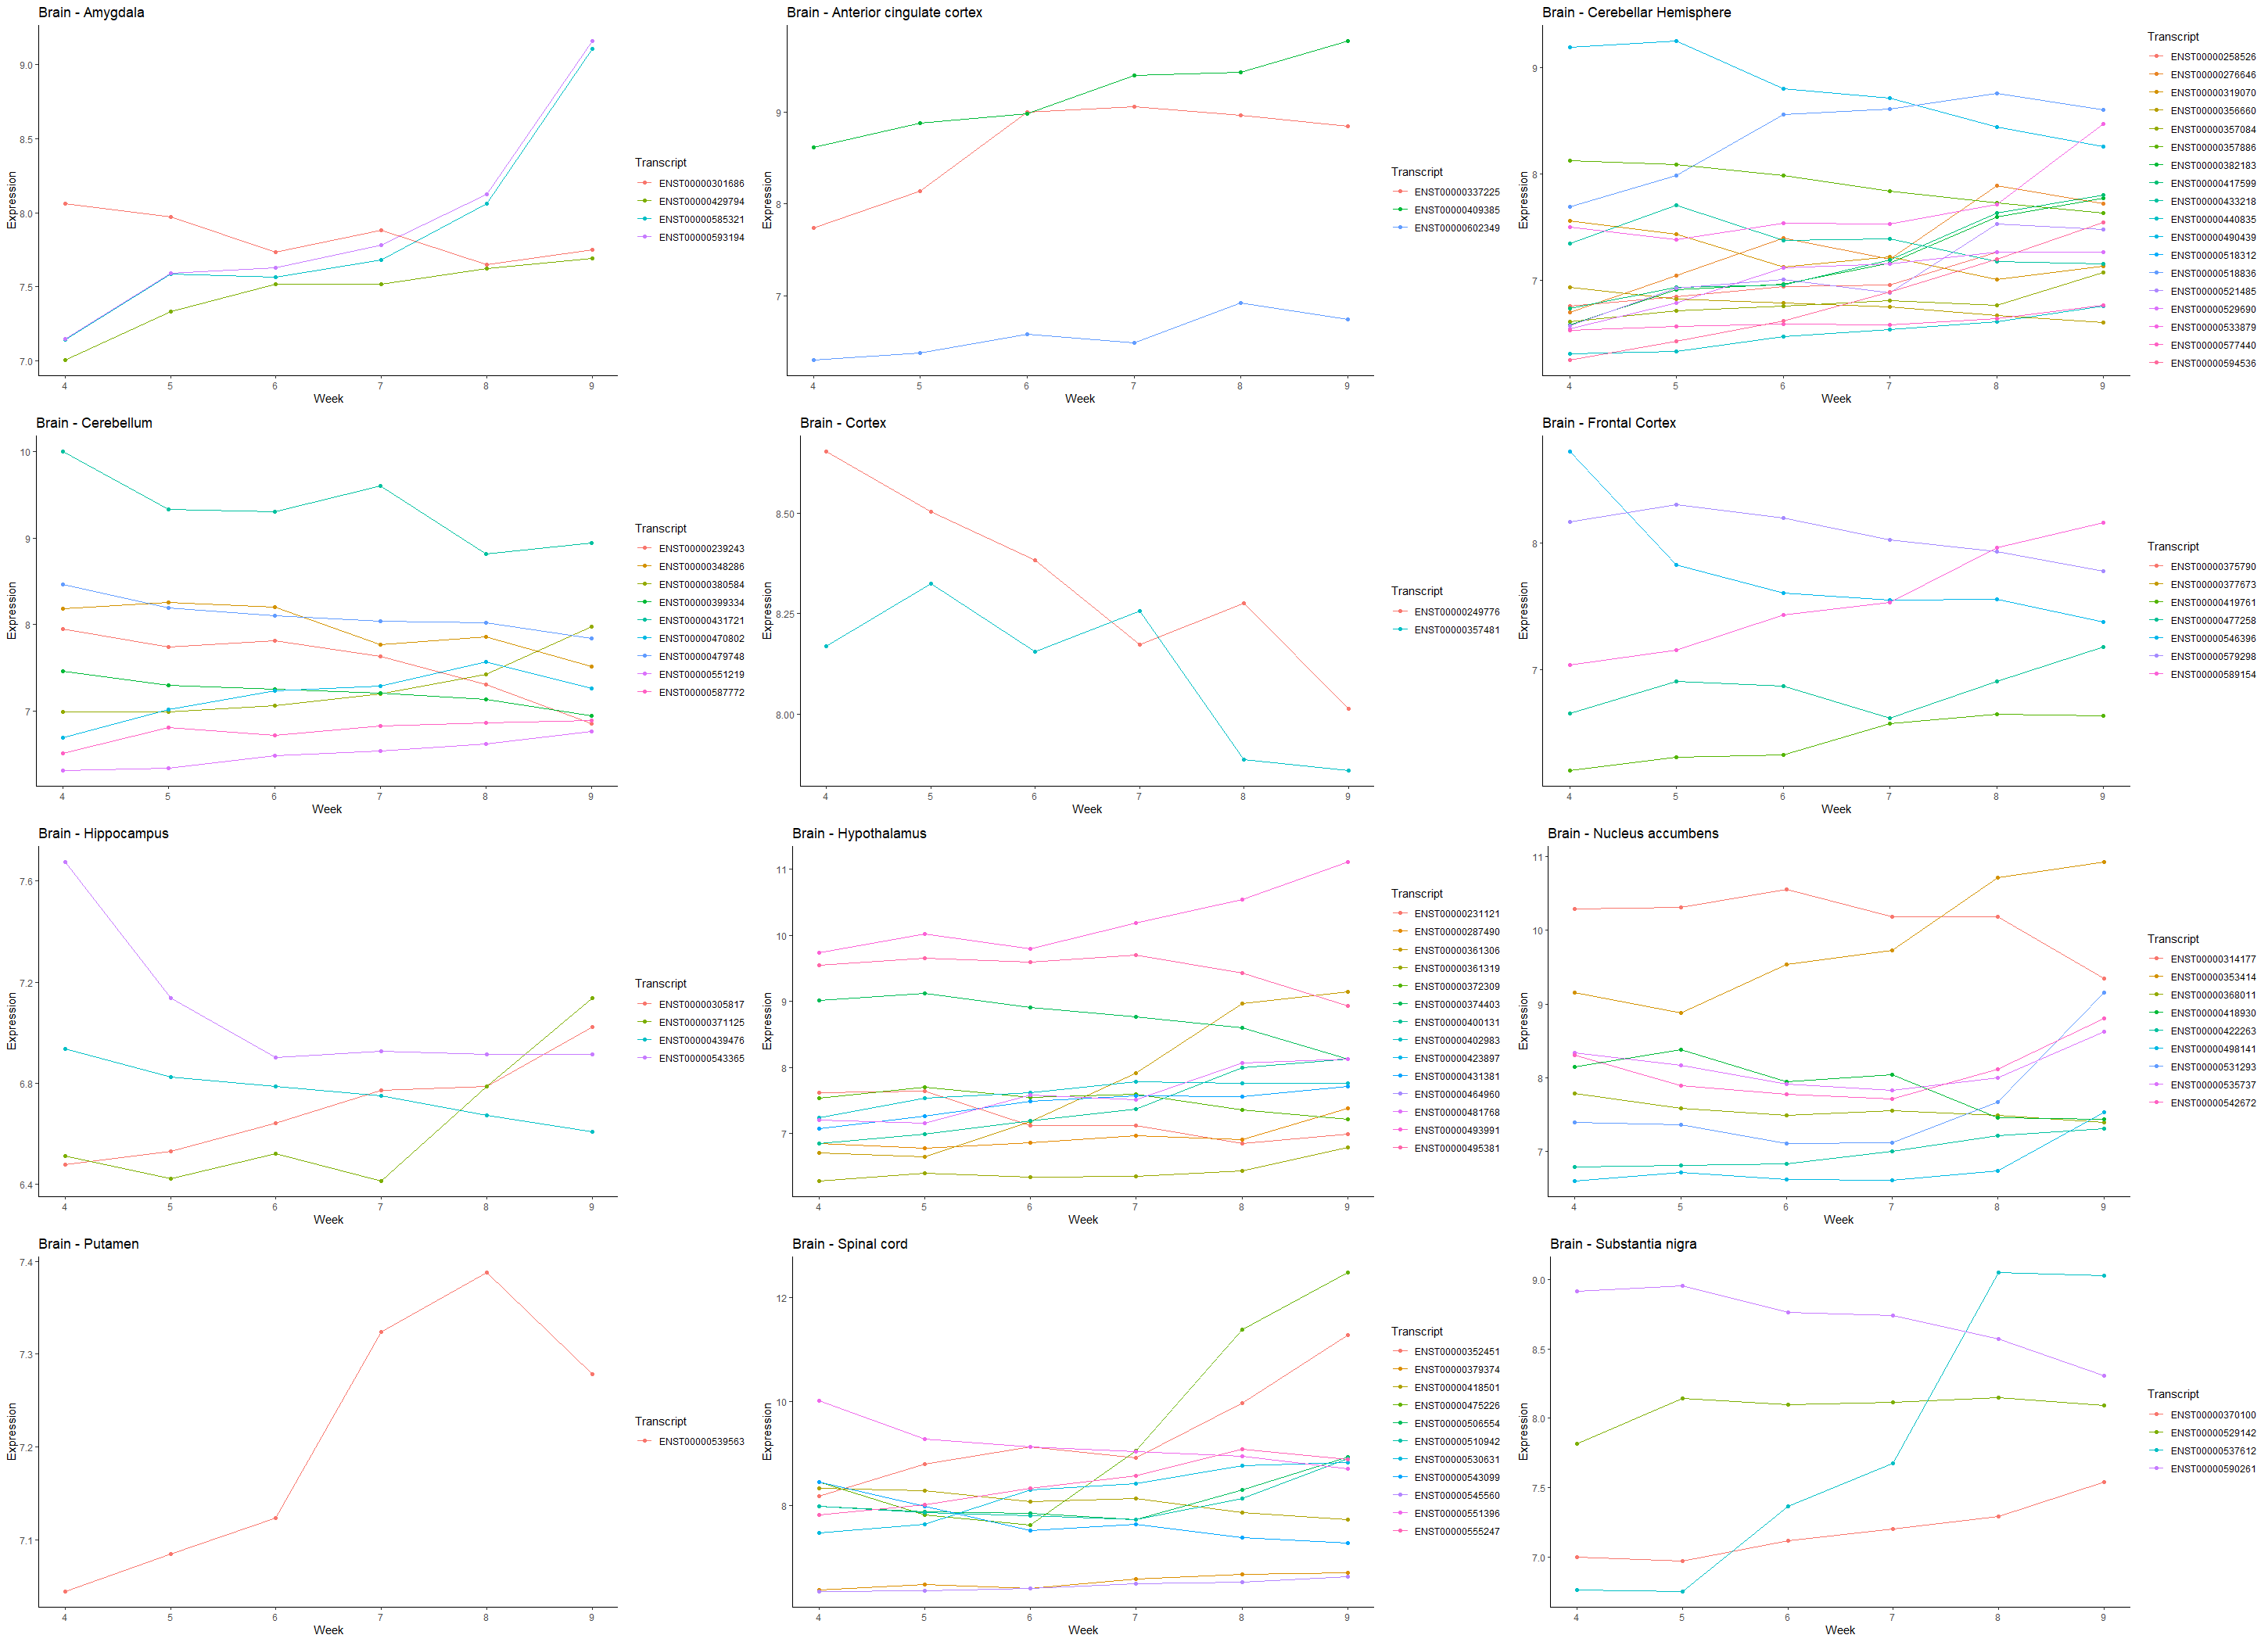 Brain - Amygdala
Expression
9.0
8.5
8.0
7.5
7.0
4 5 6 7 8 9
Week
Transcript
ENST00000301686
ENST00000429794
ENST00000585321
ENST00000593194
Brain - Anterior cingulate cortex
Expression
9
8
7
4 5 6 7 8 9
Week
Transcript
ENST00000337225
ENST00000409385
ENST00000602349
Brain - Cerebellar Hemisphere
Expression
9
8
7
4 5 6 7 8 9
Week
Transcript
ENST00000258526
ENST00000276646
ENST00000319070
ENST00000356660
ENST00000357084
ENST00000357886
ENST00000382183
ENST00000417599
ENST00000433218
ENST00000440835
ENST00000490439
ENST00000518312
ENST00000518836
ENST00000521485
ENST00000529690
ENST00000533879
ENST00000577440
ENST00000594536
Brain - Cerebellum
Expression
10
9
8
7
4 5 6 7 8 9
Week
Transcript
ENST00000239243
ENST00000348286
ENST00000380584
ENST00000399334
ENST00000431721
ENST00000470802
ENST00000479748
ENST00000551219
ENST00000587772
Brain - Cortex
Expression
8.50
8.25
8.00
4 5 6 7 8 9
Week
Transcript
ENST00000249776
ENST00000357481
Brain - Frontal Cortex
Expression
8
7
4 5 6 7 8 9
Week
Transcript
ENST00000375790
ENST00000377673
ENST00000419761
ENST00000477258
ENST00000546396
ENST00000579298
ENST00000589154
Brain - Hippocampus
Expression
7.6
7.2
6.8
6.4
4 5 6 7 8 9
Week
Transcript
ENST00000305817
ENST00000371125
ENST00000439476
ENST00000543365
Brain - Hypothalamus
Expression
11
10
9
8
7
4 5 6 7 8 9
Week
Transcript
ENST00000231121
ENST00000287490
ENST00000361306
ENST00000361319
ENST00000372309
ENST00000374403
ENST00000400131
ENST00000402983
ENST00000423897
ENST00000431381
ENST00000464960
ENST00000481768
ENST00000493991
ENST00000495381
Brain - Nucleus accumbens
Expression
11
10
9
8
7
4 5 6 7 8 9
Week
Transcript
ENST00000314177
ENST00000353414
ENST00000368011
ENST00000418930
ENST00000422263
ENST00000498141
ENST00000531293
ENST00000535737
ENST00000542672
Brain - Putamen
Expression
7.4
7.3
7.2
7.1
4 5 6 7 8 9
Week
Transcript
ENST00000539563
Brain - Spinal cord
Expression
12
10
8
4 5 6 7 8 9
Week
Transcript
ENST00000352451
ENST00000379374
ENST00000418501
ENST00000475226
ENST00000506554
ENST00000510942
ENST00000530631
ENST00000543099
ENST00000545560
ENST00000551396
ENST00000555247
Brain - Substantia nigra
Expression
9.0
8.5
8.0
7.5
7.0
4 5 6 7 8 9
Week
Transcript
ENST00000370100
ENST00000529142
ENST00000537612
ENST00000590261